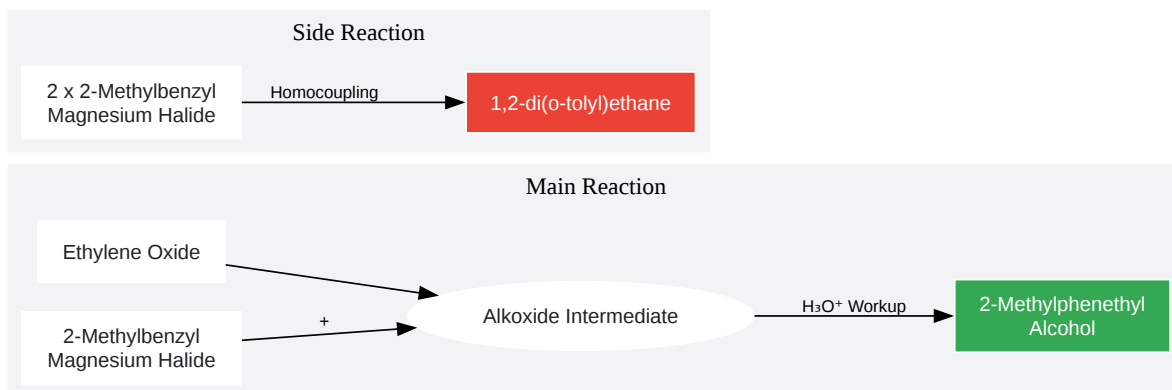 Side Reaction
2 x 2-Methylbenzyl
Magnesium Halide
Homocoupling
1,2-di(o-tolyl)ethane
Main Reaction
Ethylene Oxide
2-Methylbenzyl
Magnesium Halide
+
Alkoxide Intermediate
H₃O⁺ Workup
2-Methylphenethyl
Alcohol